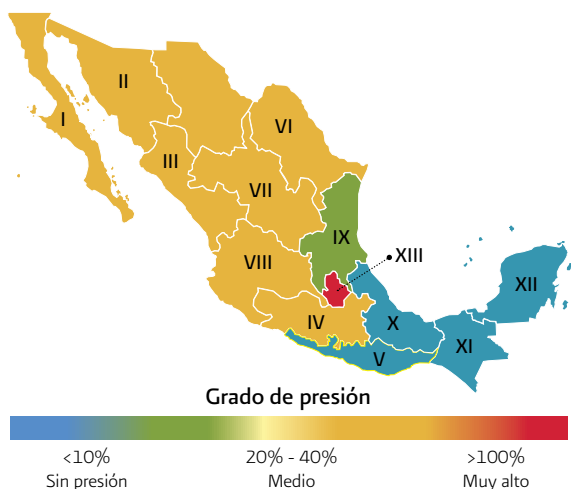 II
I
VI
III
VII
IX
XIII
VIII
XII
IV
X
XI
V
Grado de presión
<10% 20% - 40% >100%
Sin presión Medio Muy alto